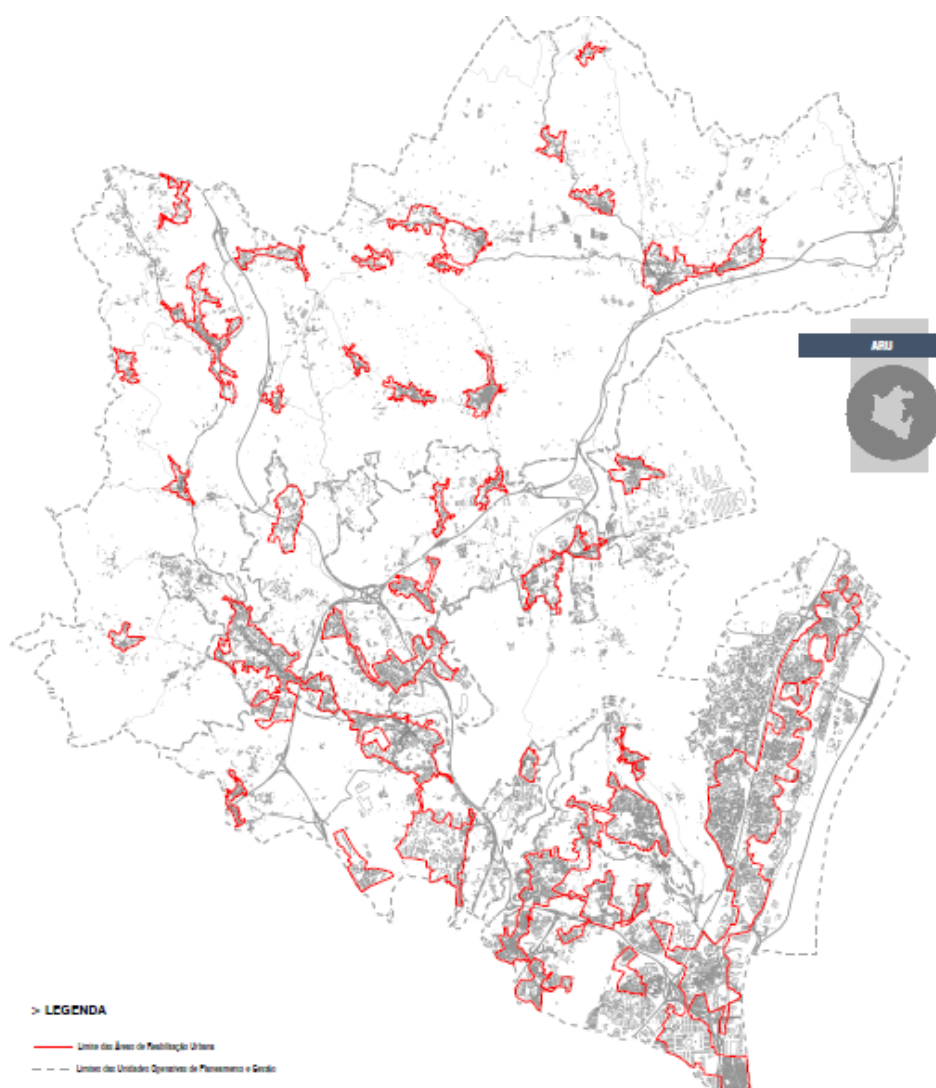 ARU
> LEGENDA
Limite das Áreas de Reabilitação Urbana
Limites das Unidades Operativas de Planeamento e Gestão